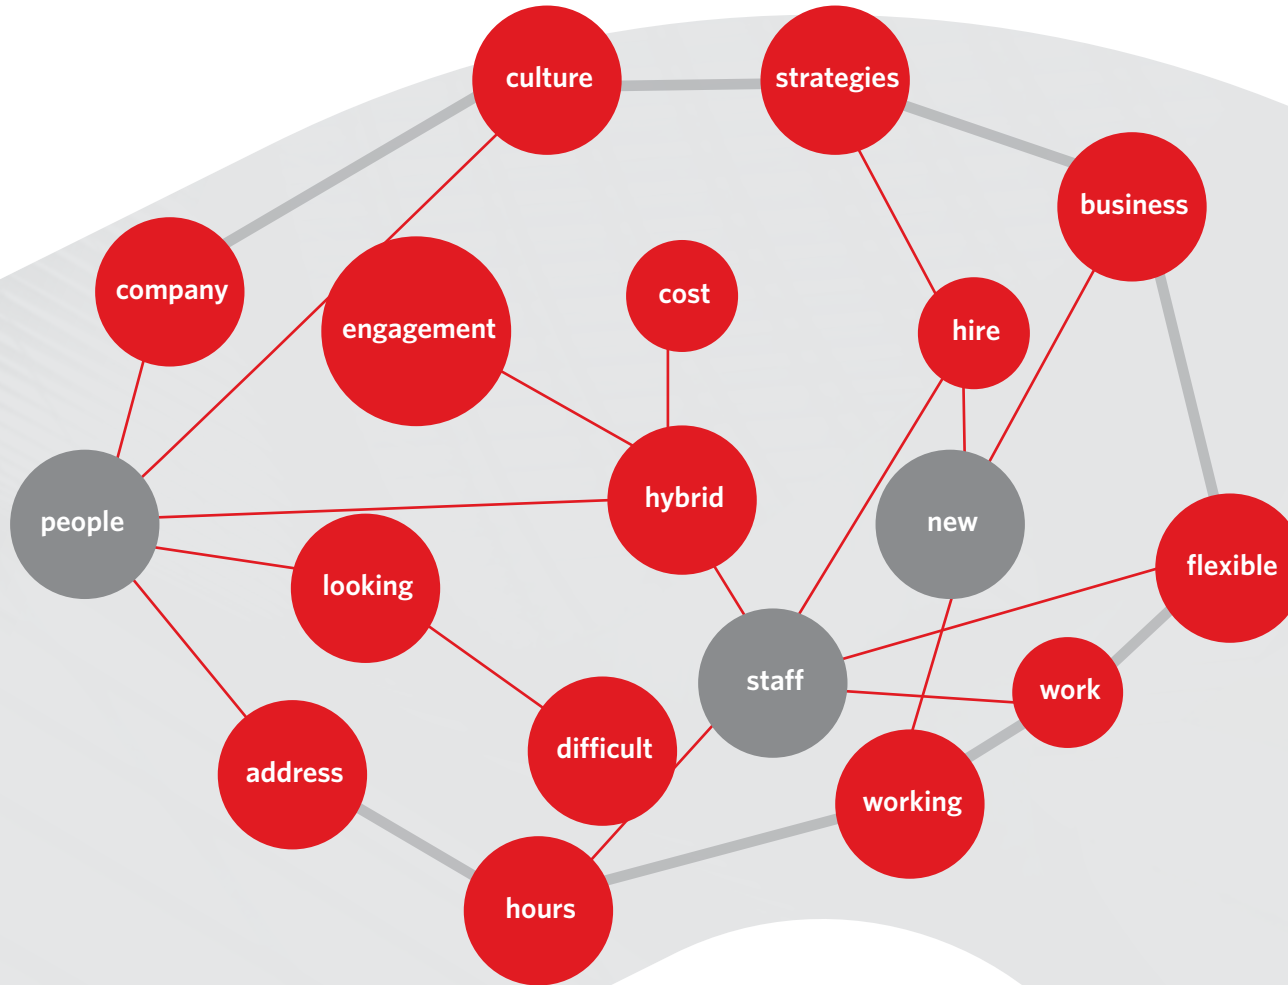 culture
strategies
business
company
engagement
cost
hire
people
hybrid
new
looking
flexible
staff
work
difficult
address
working
hours